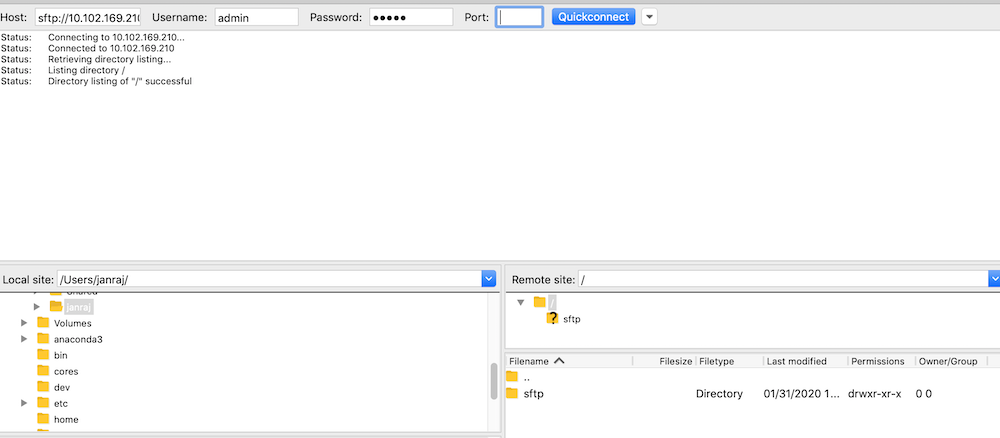 Host: sftp://10.102.169.210 Username: admin Password: ●●●●● Port: Quickconnect
Status: Connecting to 10.102.169.210...
Status: Connected to 10.102.169.210
Status: Retrieving directory listing...
Status: Listing directory /
Status: Directory listing of "/" successful
Local site: /Users/janraj/
Remote site: /
Shared
janraj
Volumes
anaconda3
bin
cores
dev
etc
home
/
sftp
Filename Filesize Filetype Last modified Permissions Owner/Group
..
sftp Directory 01/31/2020 1... drwxr-xr-x 0 0